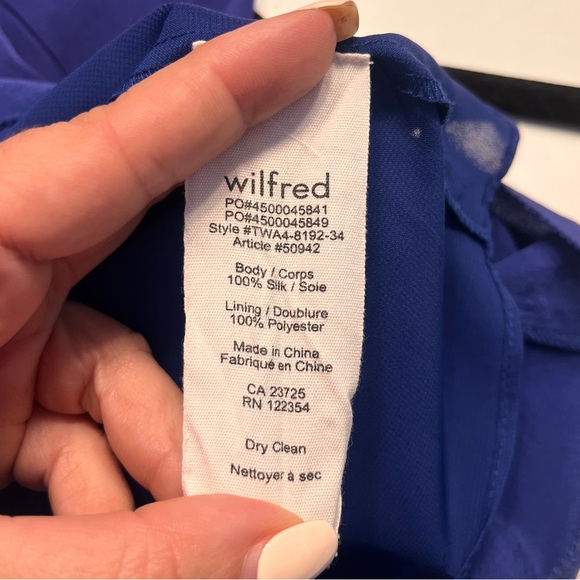 wilfred
PO#4500045841
PO#4500045849
Style #TWA4-8192-34
Article #50942
Body / Corps
100% Silk / Soie
Lining / Doublure
100% Polyester
Made in China
Fabriqué en Chine
CA 23725
RN 122354
Dry Clean
Nettoyer à sec